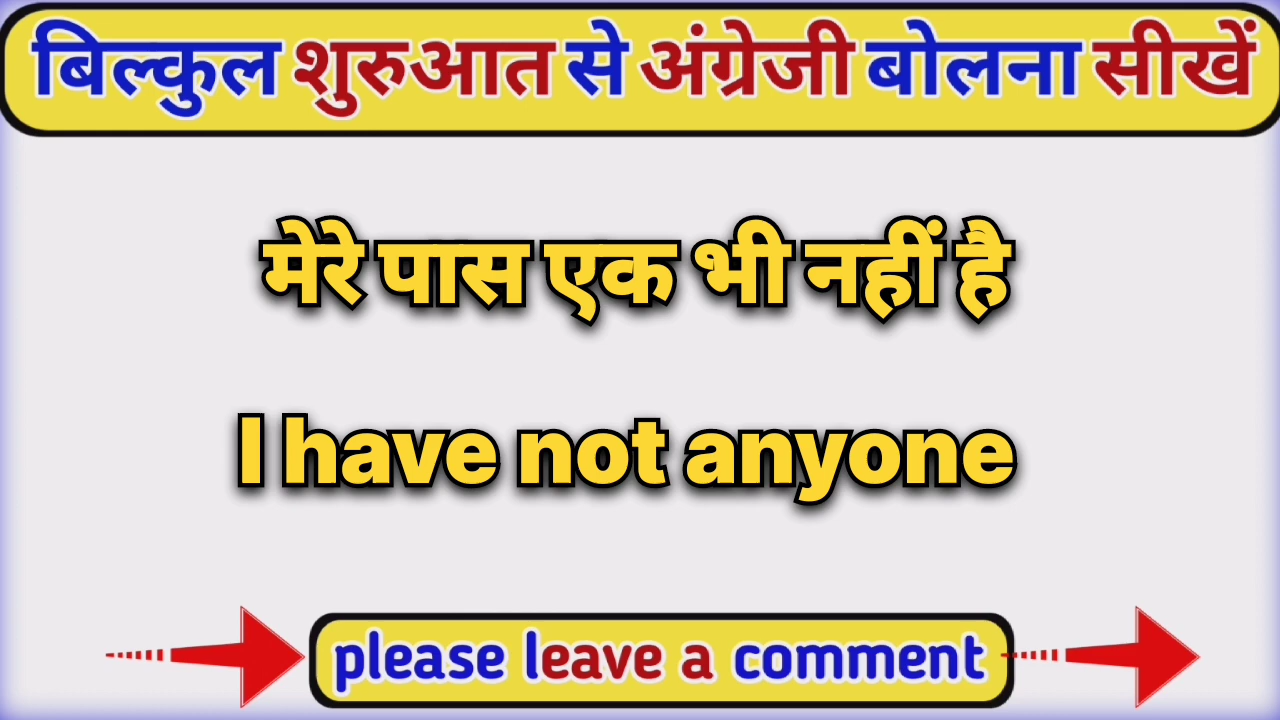 बिल्कुल शुरुआत से अंग्रेजी बोलना सीखें
मेरे पास एक भी नहीं है
I have not anyone
please leave a comment